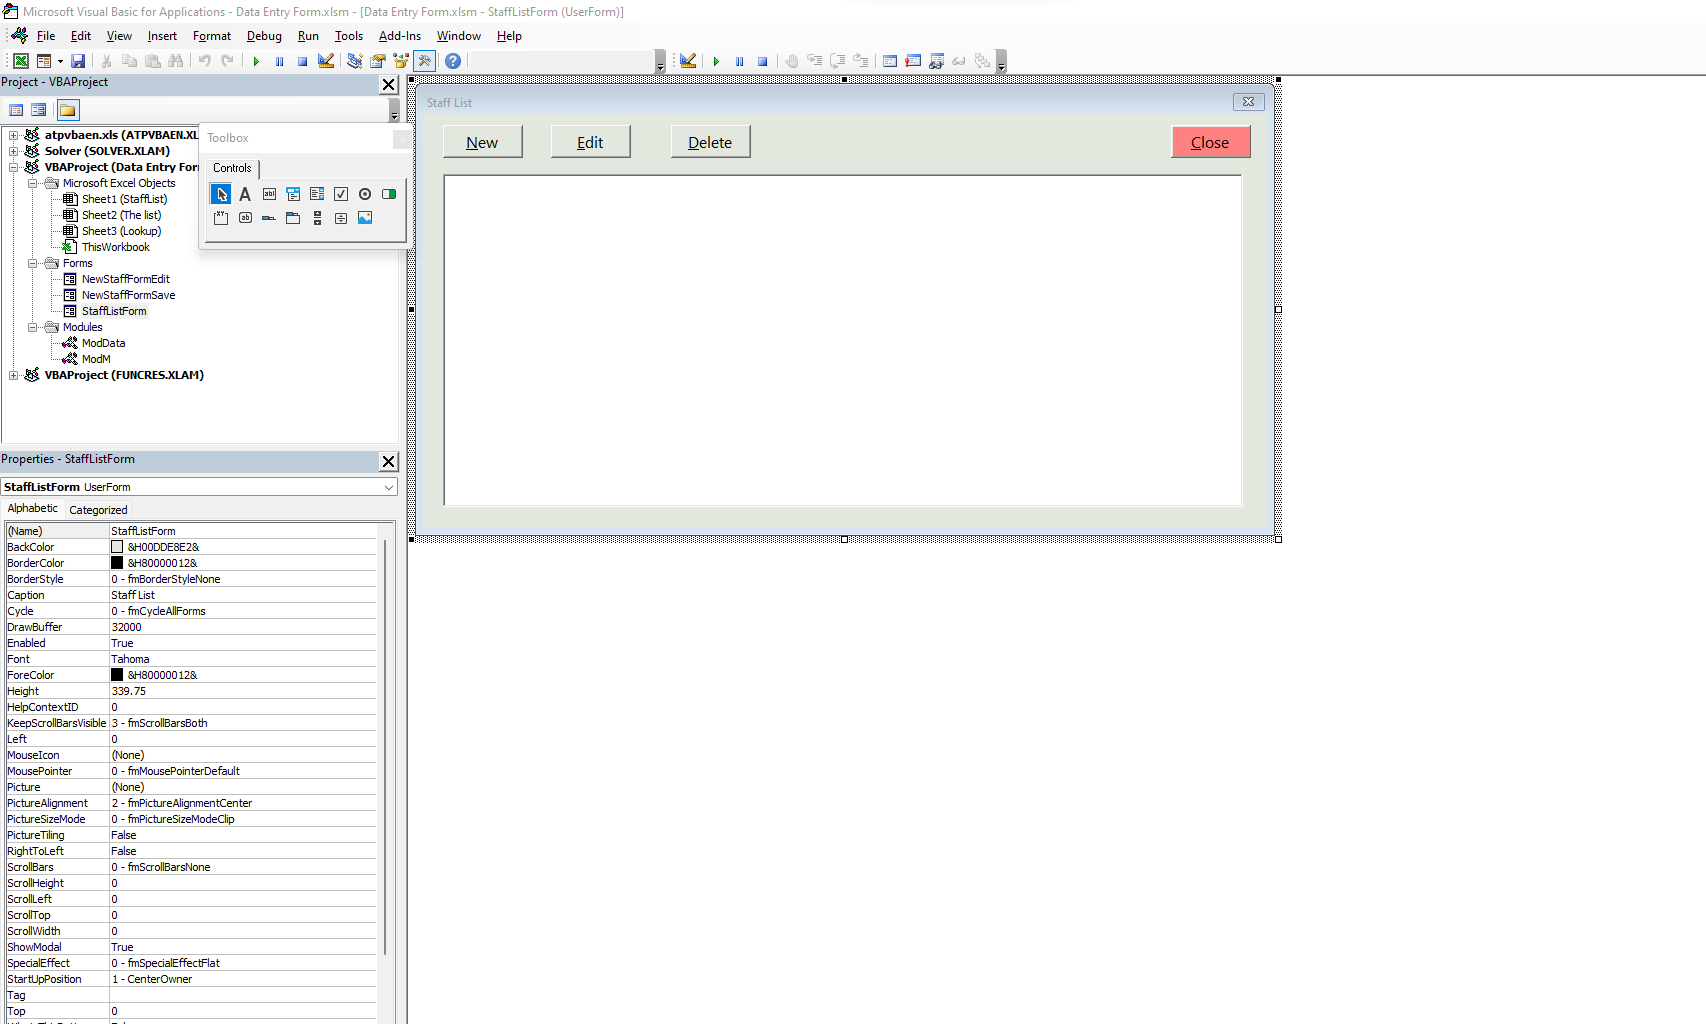 Microsoft Visual Basic for Applications - Data Entry Form.xlsm - [Data Entry Form.xlsm - StaffListForm (UserForm)]
File Edit View Insert Format Debug Run Tools Add-Ins Window Help
Project - VBAProject
atpvbaen.xls (ATPVBAEN.XL
Solver (SOLVER.XLAM)
VBAProject (Data Entry For
Microsoft Excel Objects
Sheet1 (StaffList)
Sheet2 (The list)
Sheet3 (Lookup)
ThisWorkbook
Forms
NewStaffFormEdit
NewStaffFormSave
StaffListForm
Modules
ModData
ModM
VBAProject (FUNCRES.XLAM)
Toolbox
Controls
Staff List
New Edit Delete Close
Properties - StaffListForm
StaffListForm UserForm
Alphabetic Categorized
(Name) StaffListForm
BackColor &H00DDE8E2&
BorderColor &H80000012&
BorderStyle 0 - fmBorderStyleNone
Caption Staff List
Cycle 0 - fmCycleAllForms
DrawBuffer 32000
Enabled True
Font Tahoma
ForeColor &H80000012&
Height 339.75
HelpContextID 0
KeepScrollBarsVisible 3 - fmScrollBarsBoth
Left 0
MouseIcon (None)
MousePointer 0 - fmMousePointerDefault
Picture (None)
PictureAlignment 2 - fmPictureAlignmentCenter
PictureSizeMode 0 - fmPictureSizeModeClip
PictureTiling False
RightToLeft False
ScrollBars 0 - fmScrollBarsNone
ScrollHeight 0
ScrollLeft 0
ScrollTop 0
ScrollWidth 0
ShowModal True
SpecialEffect 0 - fmSpecialEffectFlat
StartUpPosition 1 - CenterOwner
Tag
Top 0